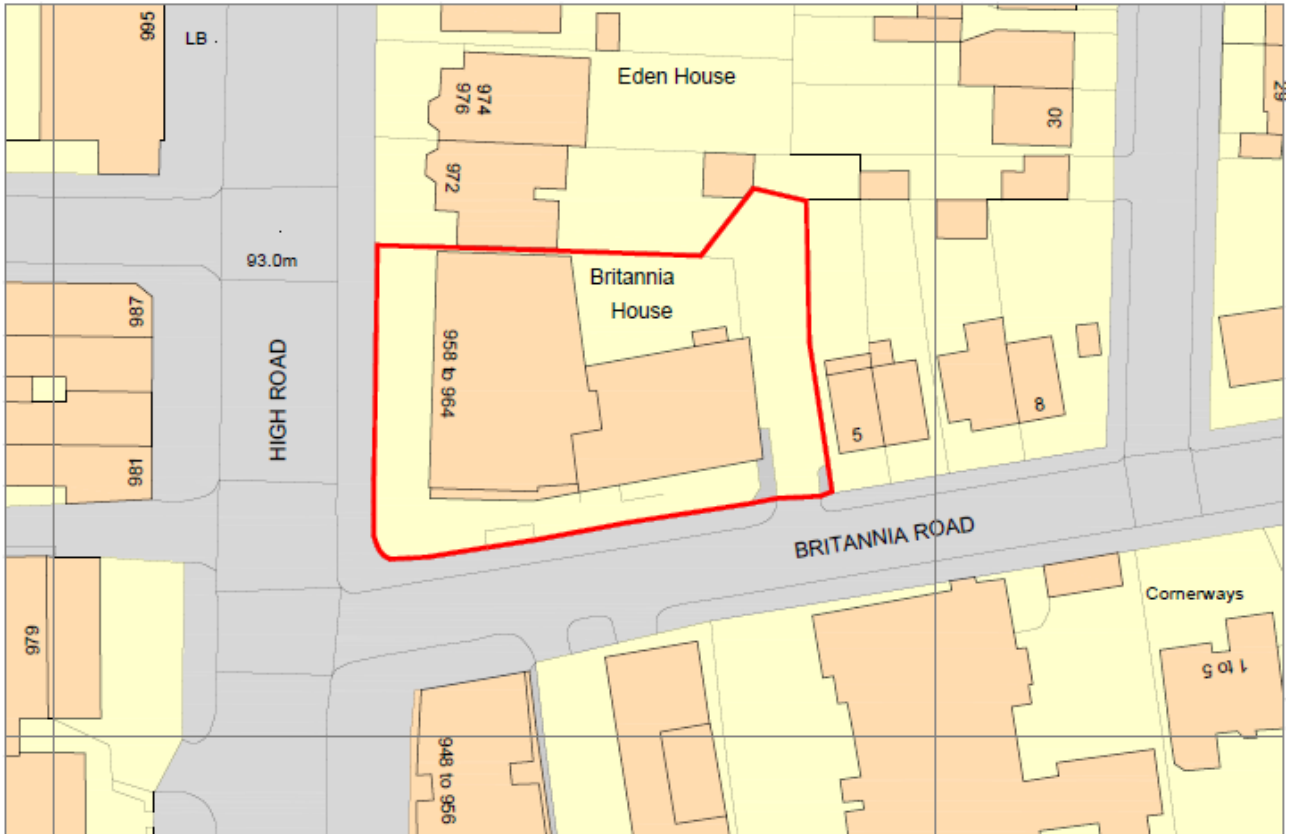 995
LB
Eden House
974
976
30
29
972
93.0m
Britannia
House
987
HIGH ROAD
958 to 964
981
5
8
BRITANNIA ROAD
Cornerways
979
1 to 5
948 to 956